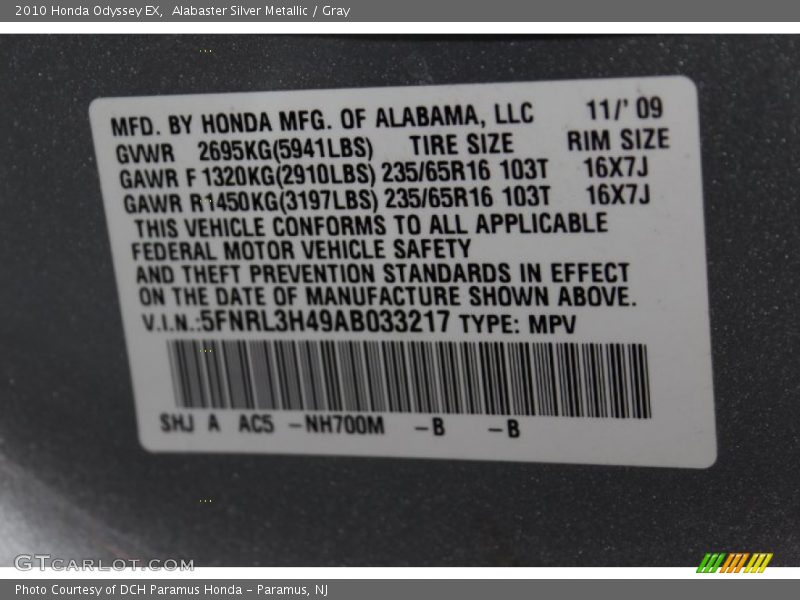 2010 Honda Odyssey EX,  Alabaster Silver Metallic / Gray
MFD. BY HONDA MFG. OF ALABAMA, LLC 11/' 09
GVWR 2695KG(5941LBS) TIRE SIZE RIM SIZE
GAWR F 1320KG(2910LBS) 235/65R16 103T 16X7J
GAWR R1450KG(3197LBS) 235/65R16 103T 16X7J
THIS VEHICLE CONFORMS TO ALL APPLICABLE
FEDERAL MOTOR VEHICLE SAFETY
AND THEFT PREVENTION STANDARDS IN EFFECT
ON THE DATE OF MANUFACTURE SHOWN ABOVE.
V.I.N.:5FNRL3H49AB033217 TYPE: MPV
SHJ A AC5 -NH700M -B -B
GTCARLOT.COM
Photo Courtesy of DCH Paramus Honda - Paramus, NJ